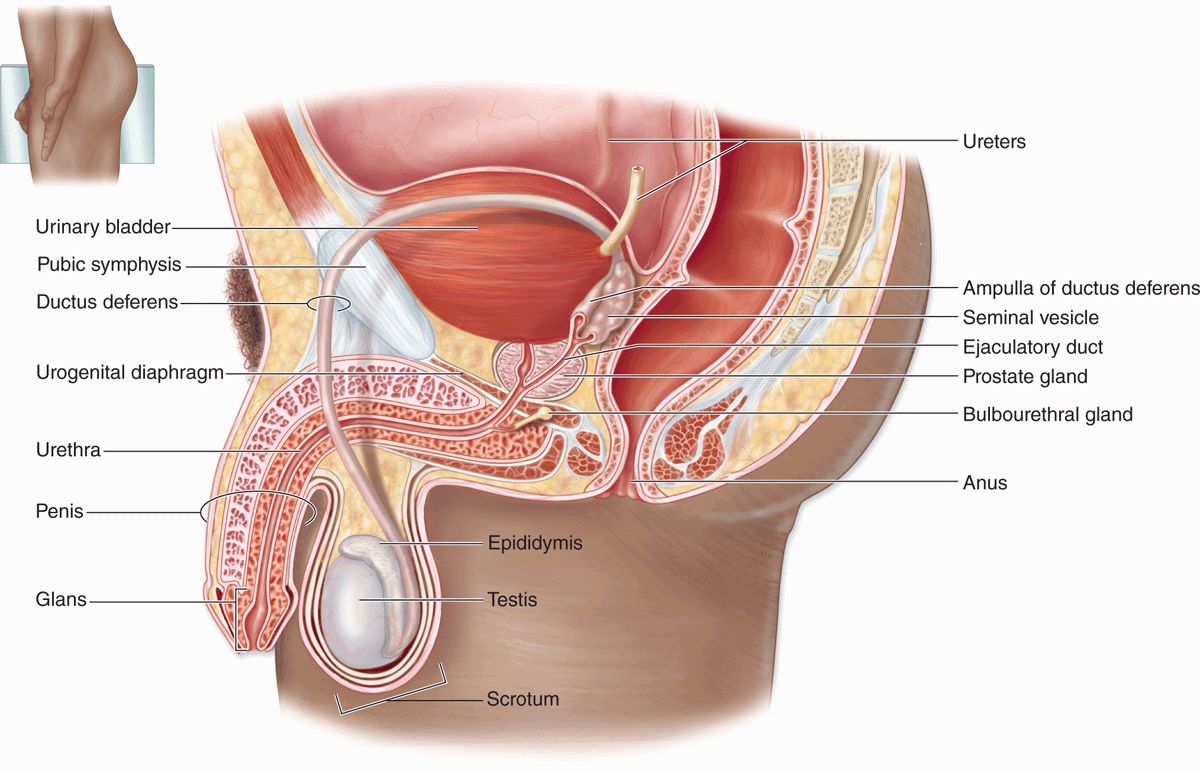 Urinary bladder
Pubic symphysis
Ductus deferens
Urogenital diaphragm
Urethra
Penis
Glans
Epididymis
Testis
Scrotum
Ureters
Ampulla of ductus deferens
Seminal vesicle
Ejaculatory duct
Prostate gland
Bulbourethral gland
Anus